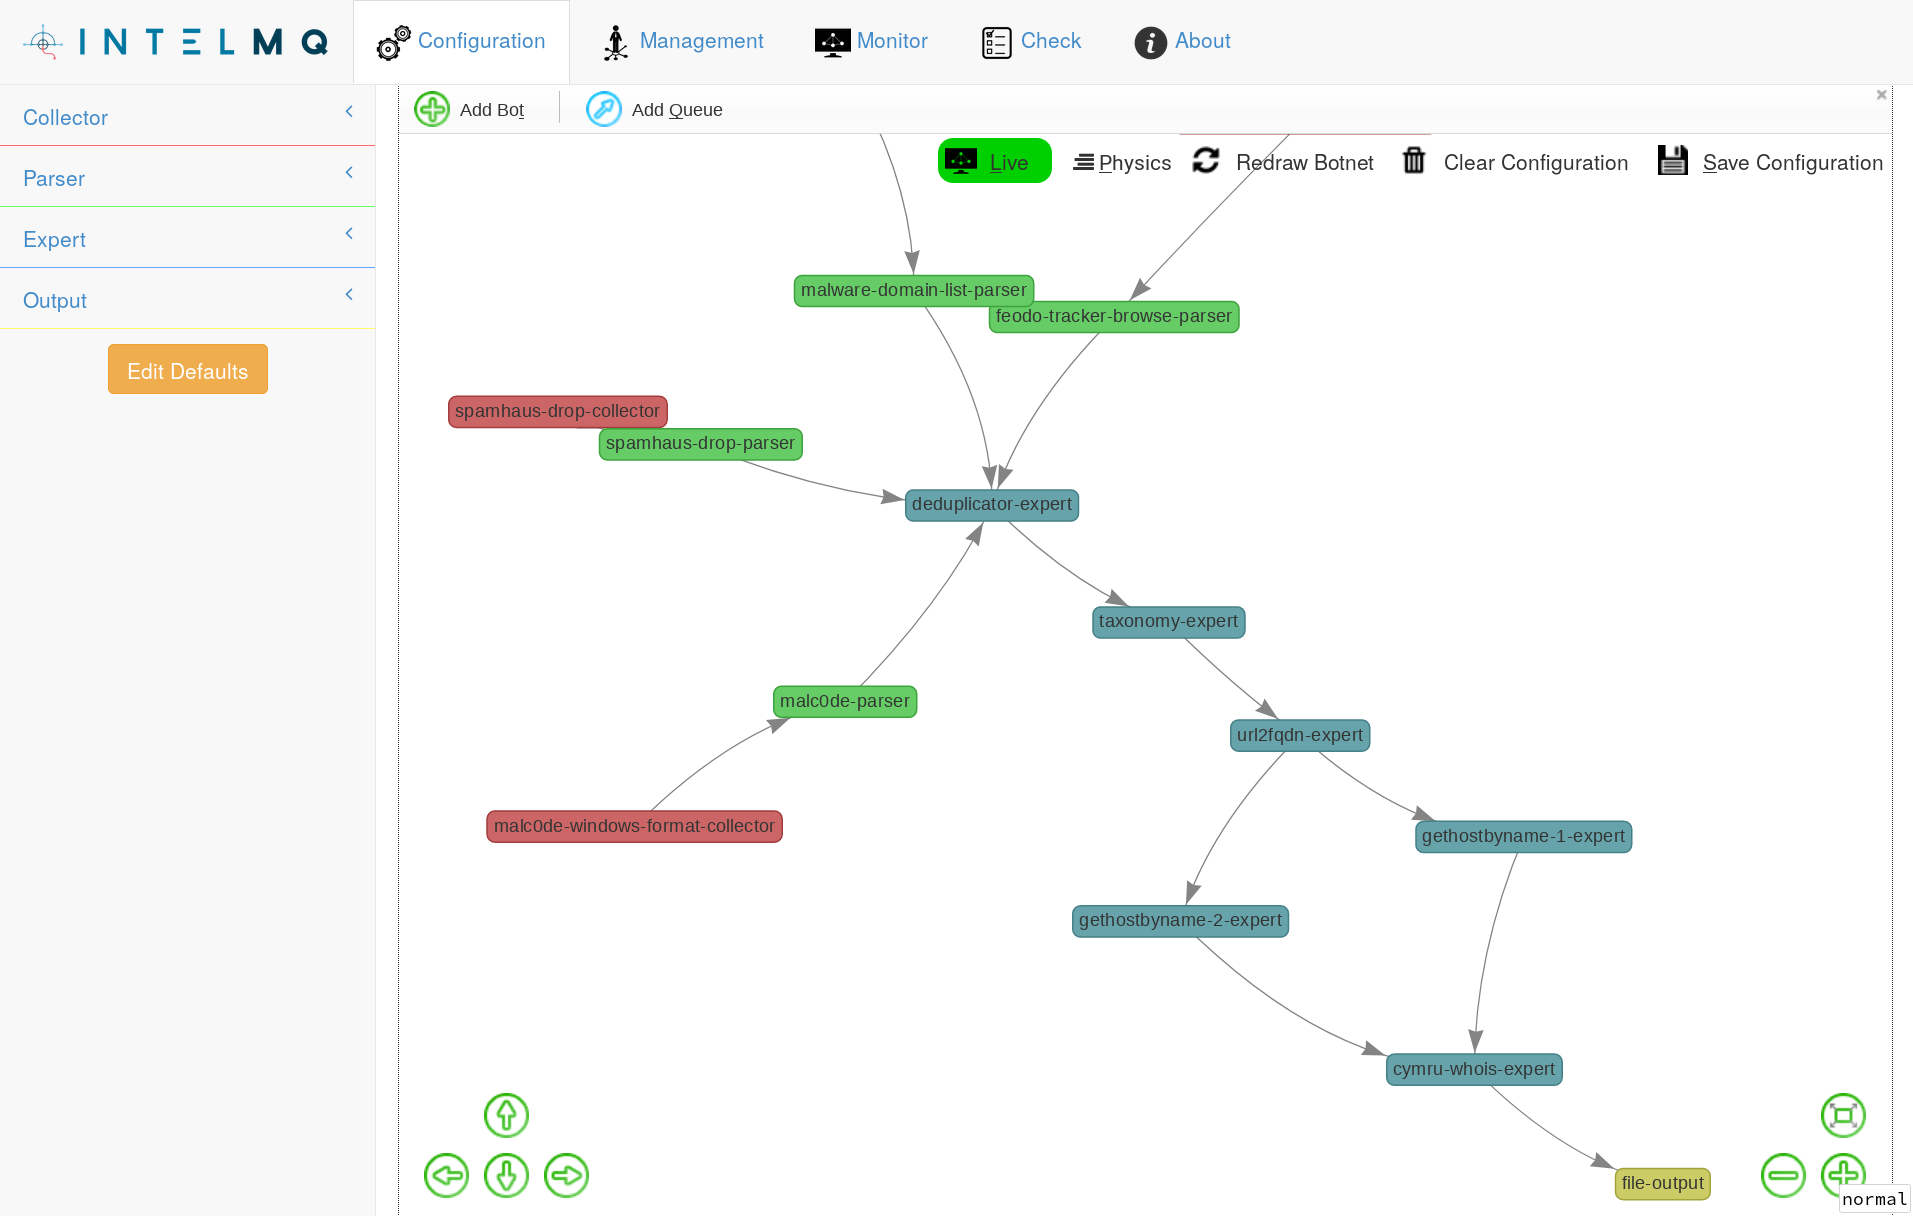 INTELMQ
Configuration
Management
Monitor
Check
About
Collector
Parser
Expert
Output
Edit Defaults
Add Bot
Add Queue
Live
Physics
Redraw Botnet
Clear Configuration
Save Configuration
malware-domain-list-parser
feodo-tracker-browse-parser
spamhaus-drop-collector
spamhaus-drop-parser
deduplicator-expert
taxonomy-expert
malc0de-parser
url2fqdn-expert
malc0de-windows-format-collector
gethostbyname-1-expert
gethostbyname-2-expert
cymru-whois-expert
file-output
normal